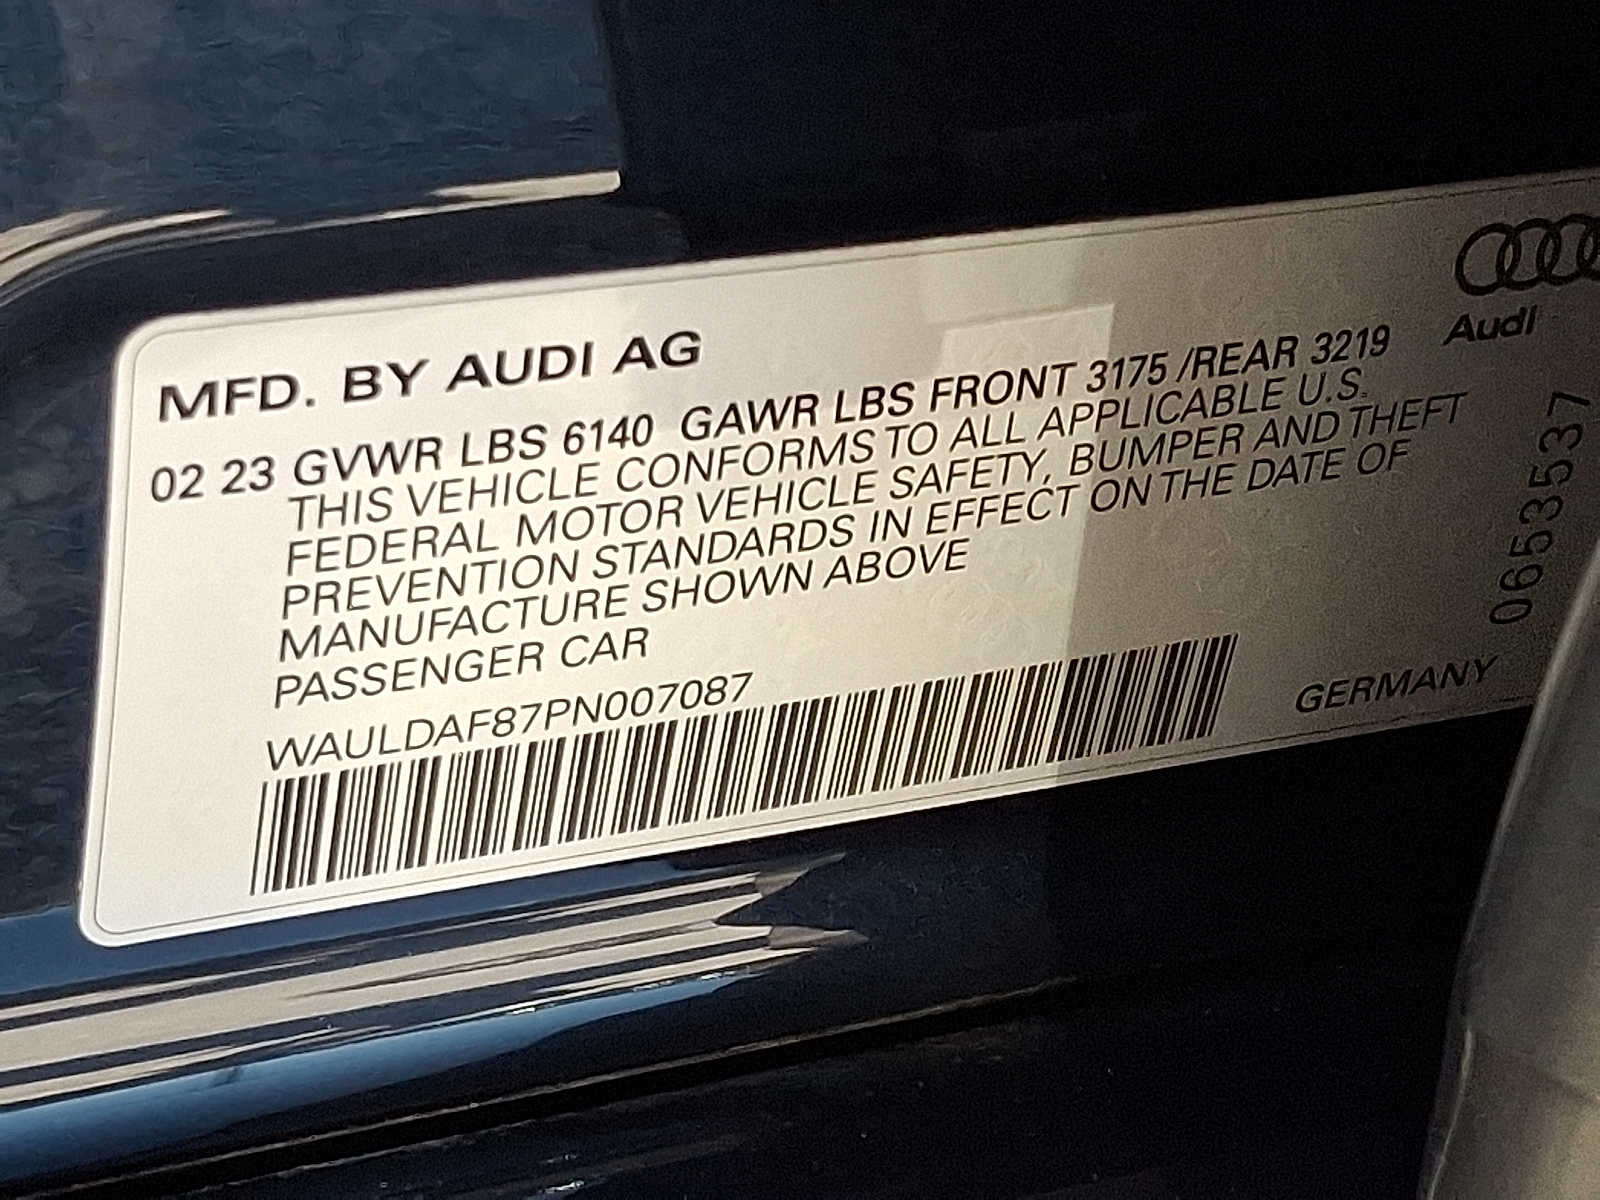 MFD. BY AUDI AG
02 23 GVWR LBS 6140 GAWR LBS FRONT 3175 /REAR 3219
THIS VEHICLE CONFORMS TO ALL APPLICABLE U.S.
FEDERAL MOTOR VEHICLE SAFETY, BUMPER AND THEFT
PREVENTION STANDARDS IN EFFECT ON THE DATE OF
MANUFACTURE SHOWN ABOVE
PASSENGER CAR
WAULDAF87PN007087
Audi
0653537
GERMANY